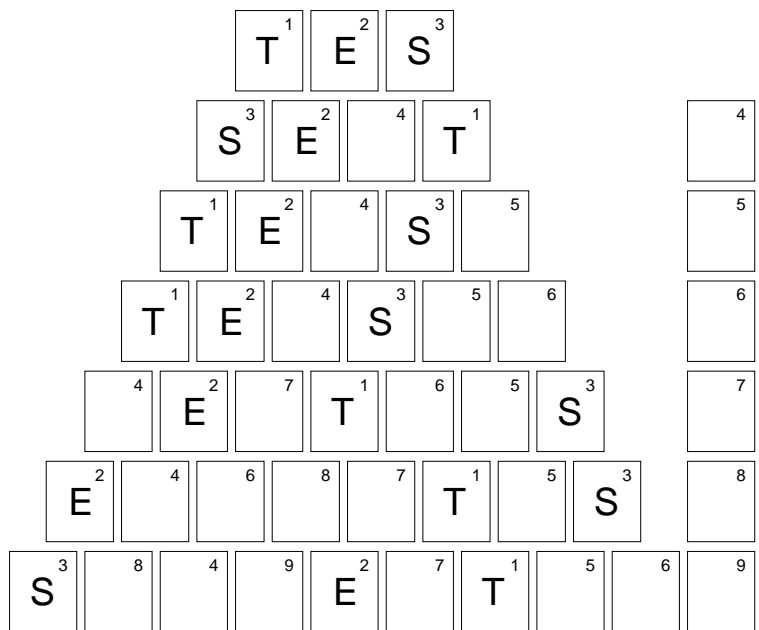 T1 E2 S3
S3 E2 4 T1 4
T1 E2 4 S3 5 5
T1 E2 4 S3 5 6 6
4 E2 7 T1 6 5 S3 7
E2 4 6 8 7 T1 5 S3 8
S3 8 4 9 E2 7 T1 5 6 9